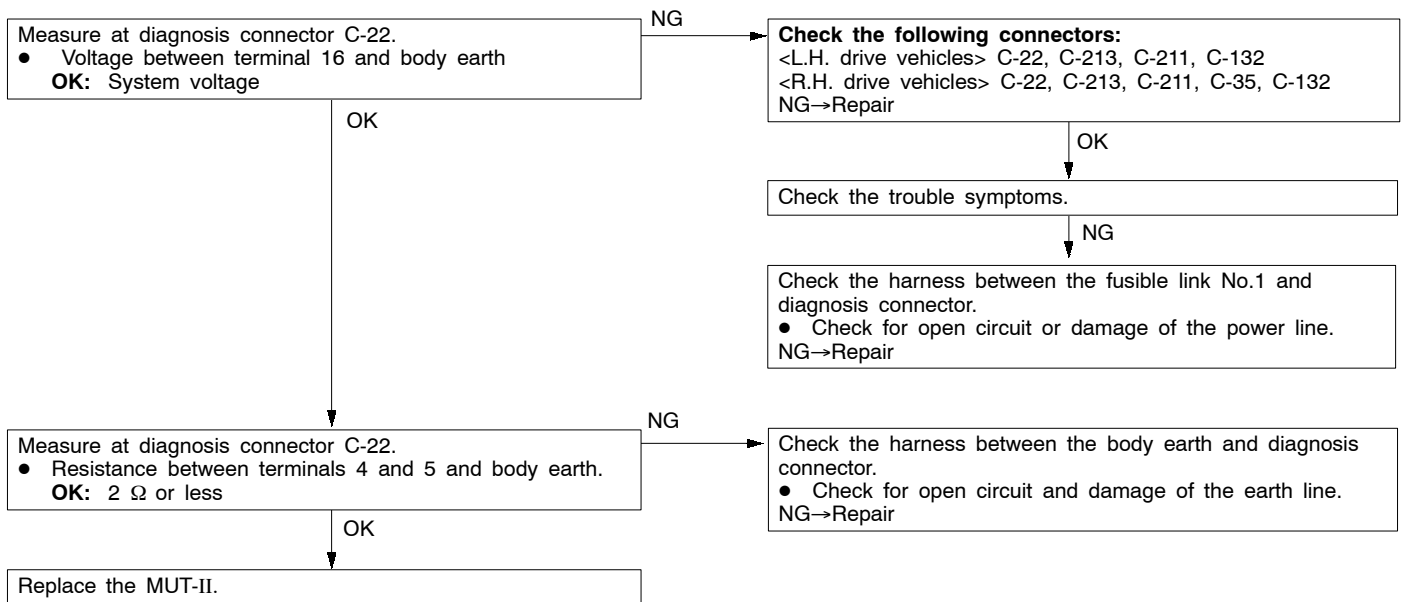 Measure at diagnosis connector C-22.
● Voltage between terminal 16 and body earth
OK: System voltage
NG
Check the following connectors:
<L.H. drive vehicles> C-22, C-213, C-211, C-132
<R.H. drive vehicles> C-22, C-213, C-211, C-35, C-132
NG→Repair
OK
OK
Check the trouble symptoms.
NG
Check the harness between the fusible link No.1 and
diagnosis connector.
● Check for open circuit or damage of the power line.
NG→Repair
Measure at diagnosis connector C-22.
● Resistance between terminals 4 and 5 and body earth.
OK: 2 Ω or less
NG
Check the harness between the body earth and diagnosis
connector.
● Check for open circuit and damage of the earth line.
NG→Repair
OK
Replace the MUT-II.